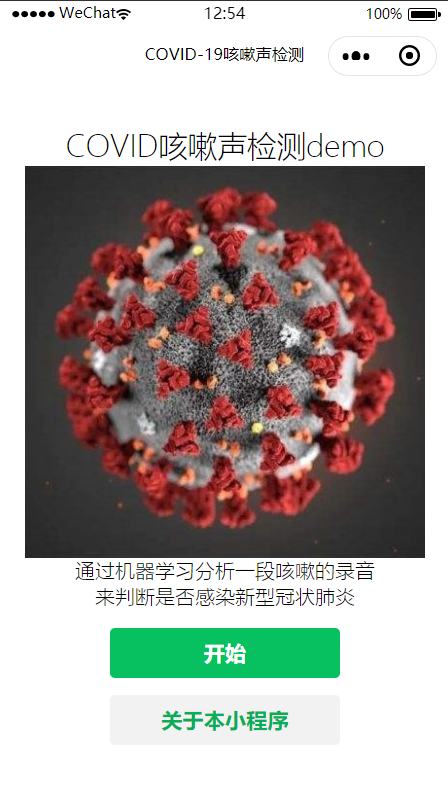 WeChat 12:54 100%
COVID-19咳嗽声检测
COVID咳嗽声检测demo
通过机器学习分析一段咳嗽的录音
来判断是否感染新型冠状肺炎
开始
关于本小程序